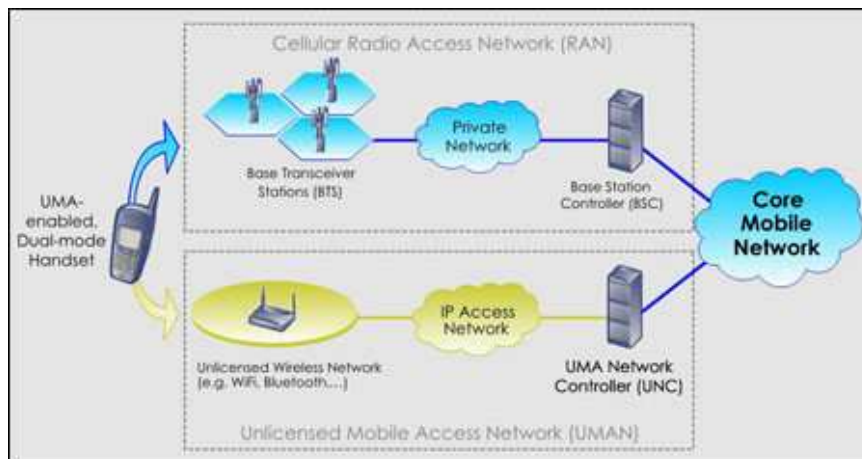 Cellular Radio Access Network (RAN)
Private
Network
Base Transceiver
Stations (BTS)
Base Station
Controller (BSC)
UMA-
enabled,
Dual-mode
Handset
Core
Mobile
Network
IP Access
Network
Unlicensed Wireless Network
(e.g. WiFi, Bluetooth,...)
UMA Network
Controller (UNC)
Unlicensed Mobile Access Network (UMAN)